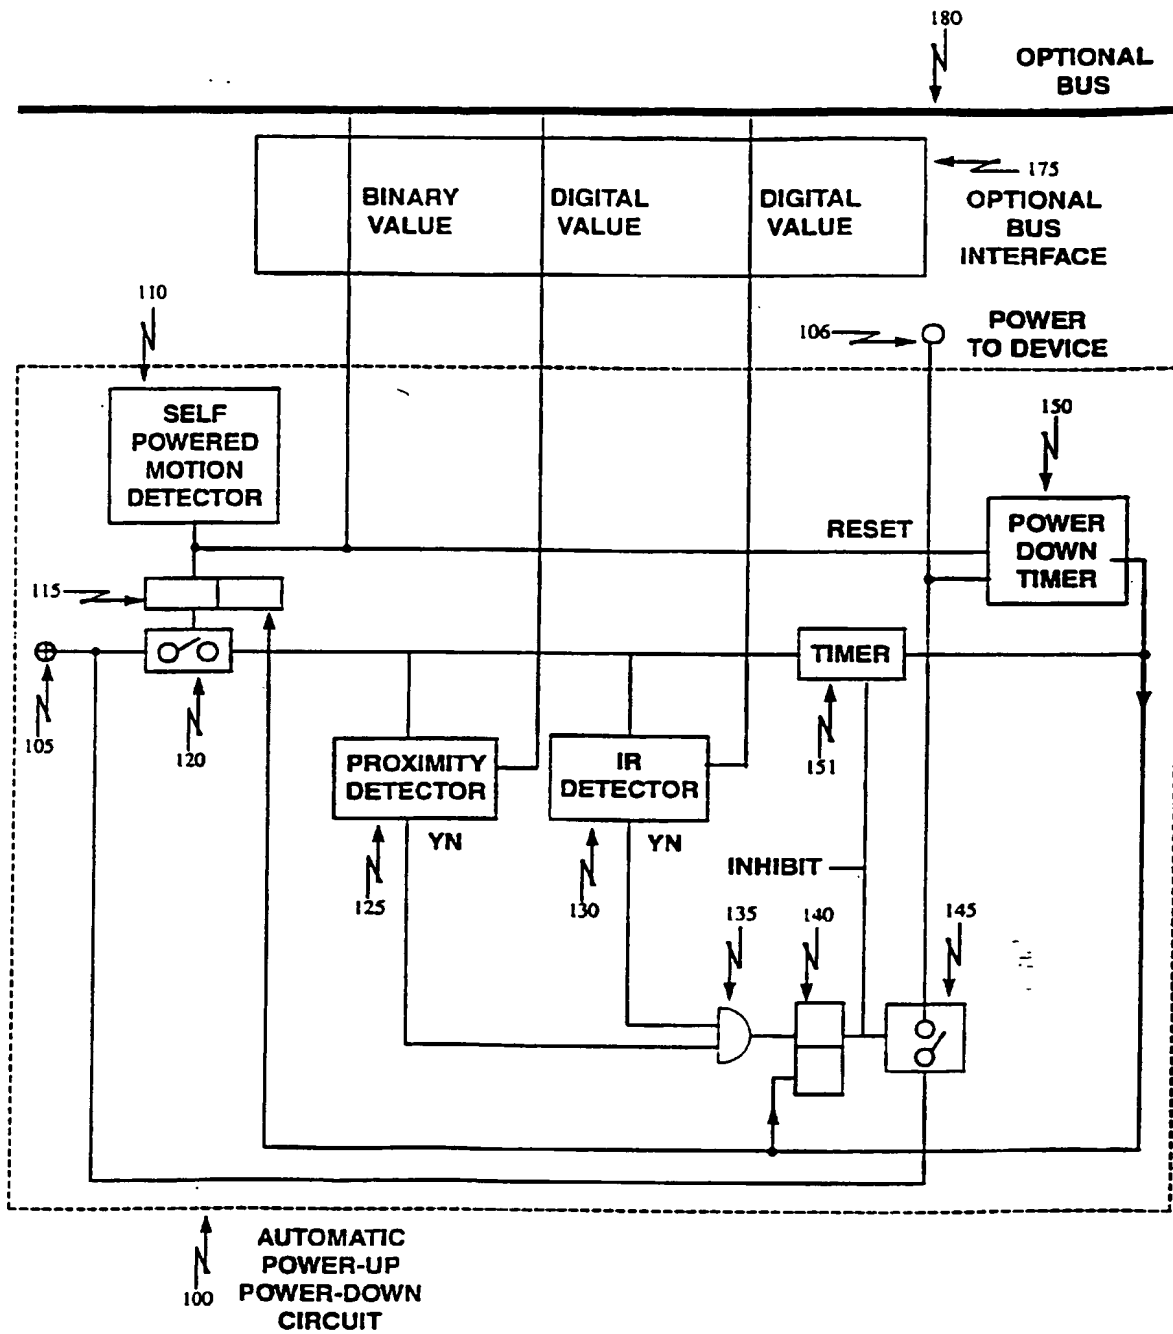 180
OPTIONAL
BUS
BINARY
VALUE
DIGITAL
VALUE
DIGITAL
VALUE
175
OPTIONAL
BUS
INTERFACE
110
106
POWER
TO DEVICE
SELF
POWERED
MOTION
DETECTOR
150
RESET
POWER
DOWN
TIMER
115
TIMER
105
120
151
PROXIMITY
DETECTOR
IR
DETECTOR
YN
YN
125
130
INHIBIT
135
140
145
100
AUTOMATIC
POWER-UP
POWER-DOWN
CIRCUIT